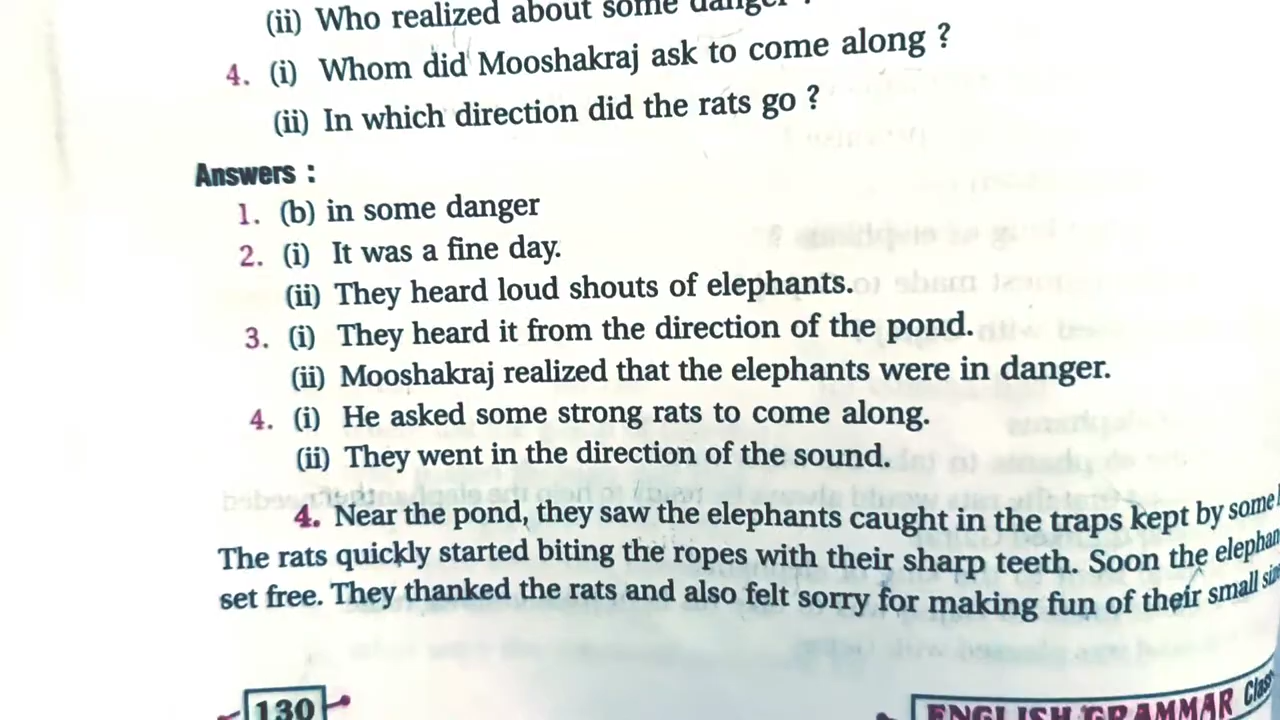 (ii) Who realized about some danger ?
4. (i) Whom did Mooshakraj ask to come along ?
(ii) In which direction did the rats go ?
Answers :
1. (b) in some danger
2. (i) It was a fine day.
(ii) They heard loud shouts of elephants.
3. (i) They heard it from the direction of the pond.
(ii) Mooshakraj realized that the elephants were in danger.
4. (i) He asked some strong rats to come along.
(ii) They went in the direction of the sound.
4. Near the pond, they saw the elephants caught in the traps kept by some
The rats quickly started biting the ropes with their sharp teeth. Soon the
set free. They thanked the rats and also felt sorry for making fun of their small
130
ENGLISH GRAMMAR